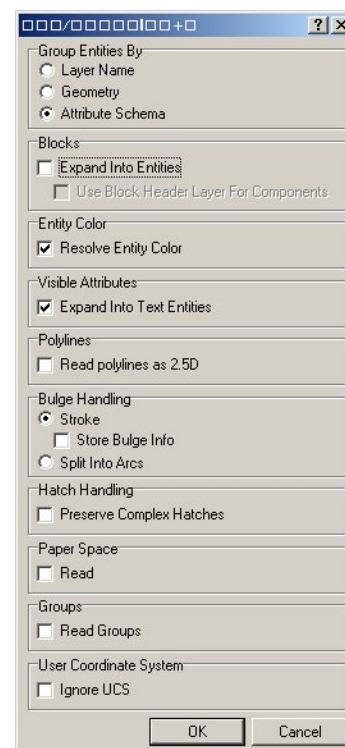 Group Entities By
Layer Name
Geometry
Attribute Schema
Blocks
Expand Into Entities
Use Block Header Layer For Components
Entity Color
Resolve Entity Color
Visible Attributes
Expand Into Text Entities
Polylines
Read polylines as 2.5D
Bulge Handling
Stroke
Store Bulge Info
Split Into Arcs
Hatch Handling
Preserve Complex Hatches
Paper Space
Read
Groups
Read Groups
User Coordinate System
Ignore UCS
OK Cancel